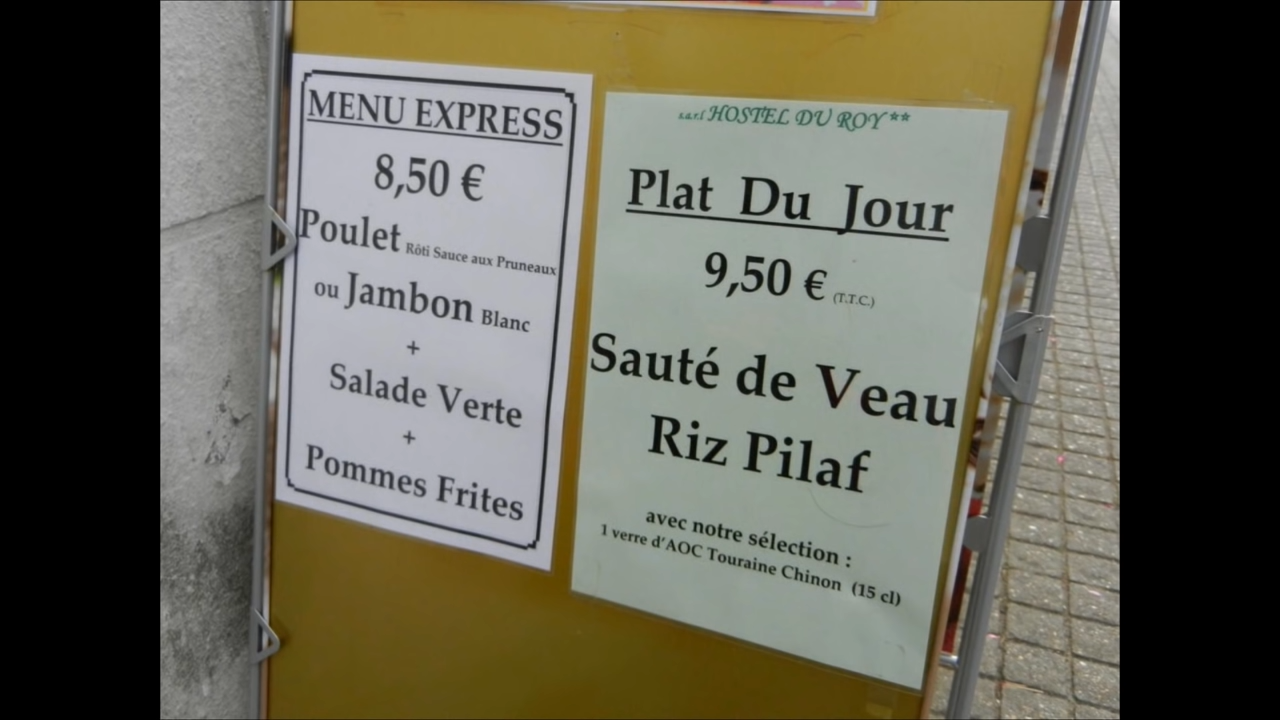 MENU EXPRESS
8,50 €
Poulet Rôti Sauce aux Pruneaux
ou Jambon Blanc
+
Salade Verte
+
Pommes Frites
s.a.r.l HOSTEL DU ROY **
Plat Du Jour
9,50 € (T.T.C.)
Sauté de Veau
Riz Pilaf
avec notre sélection :
1 verre d'AOC Touraine Chinon (15 cl)